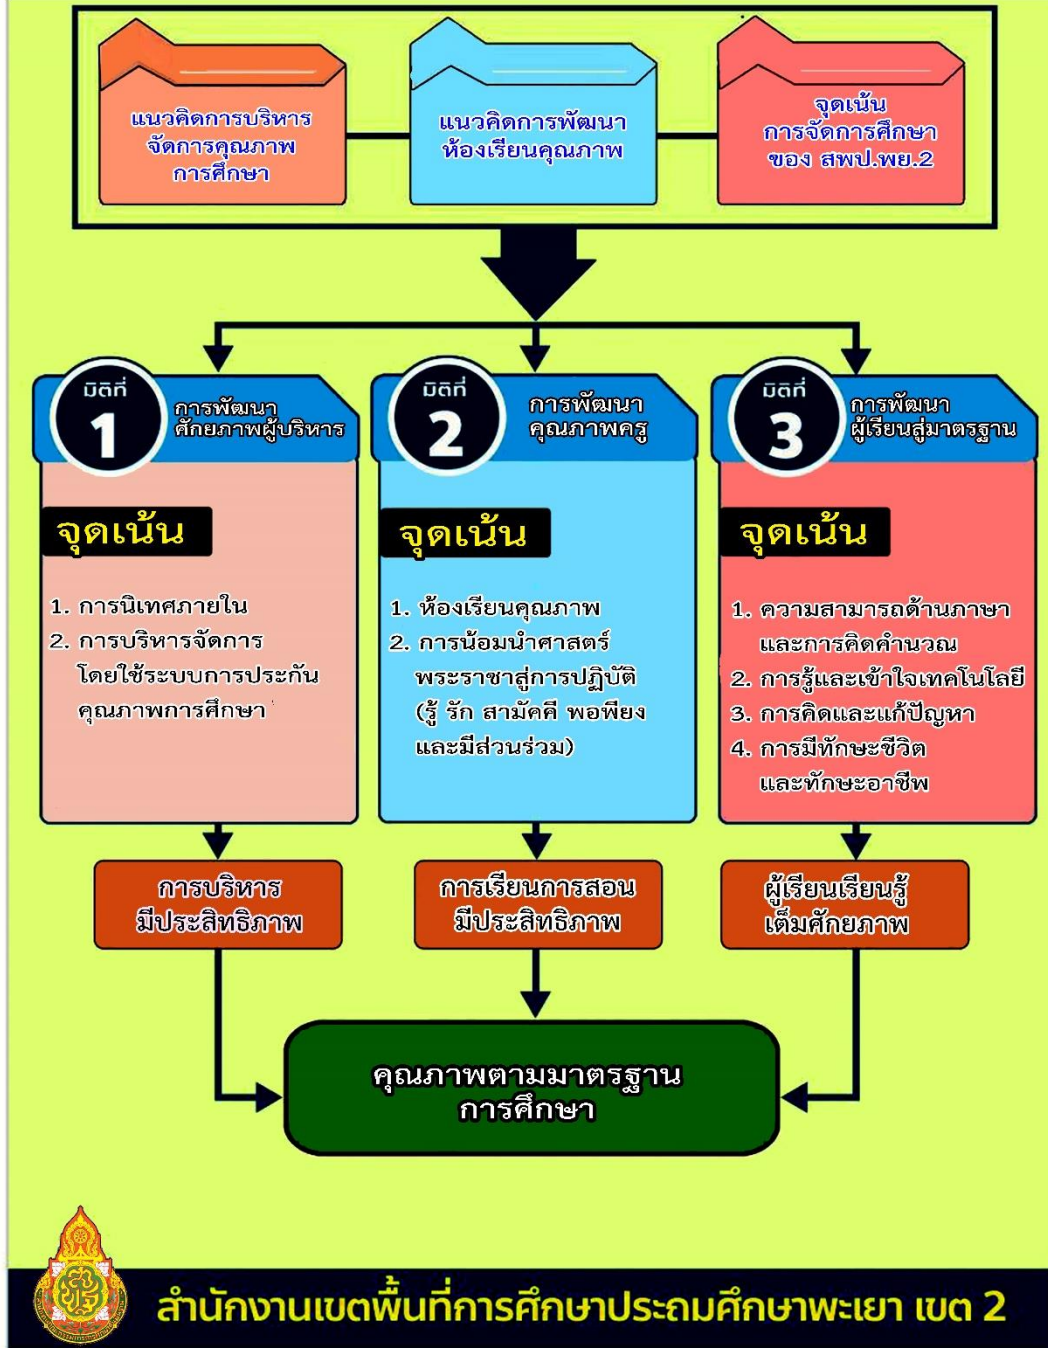 แนวคิดการบริหาร
จัดการคุณภาพ
การศึกษา
แนวคิดการพัฒนา
ห้องเรียนคุณภาพ
จุดเน้น
การจัดการศึกษา
ของ สพป.พย.2
มิติที่
1
การพัฒนา
ศักยภาพผู้บริหาร
จุดเน้น
1. การนิเทศภายใน
2. การบริหารจัดการ
โดยใช้ระบบการประกัน
คุณภาพการศึกษา
มิติที่
2
การพัฒนา
คุณภาพครู
จุดเน้น
1. ห้องเรียนคุณภาพ
2. การน้อมนำศาสตร์
พระราชาสู่การปฏิบัติ
(รู้ รัก สามัคคี พอพียง
และมีส่วนร่วม)
มิติที่
3
การพัฒนา
ผู้เรียนสู่มาตรฐาน
จุดเน้น
1. ความสามารถด้านภาษา
และการคิดคำนวณ
2. การรู้และเข้าใจเทคโนโลยี
3. การคิดและแก้ปัญหา
4. การมีทักษะชีวิต
และทักษะอาชีพ
การบริหาร
มีประสิทธิภาพ
การเรียนการสอน
มีประสิทธิภาพ
ผู้เรียนเรียนรู้
เต็มศักยภาพ
คุณภาพตามมาตรฐาน
การศึกษา
สำนักงานเขตพื้นที่การศึกษาประถมศึกษาพะเยา เขต 2